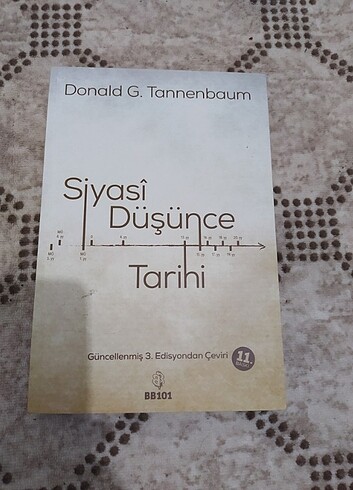 Donald G. Tannenbaum
Siyasî
Düşünce
Tarihi
Güncellenmiş 3. Edisyondan Çeviri
11.
BB101